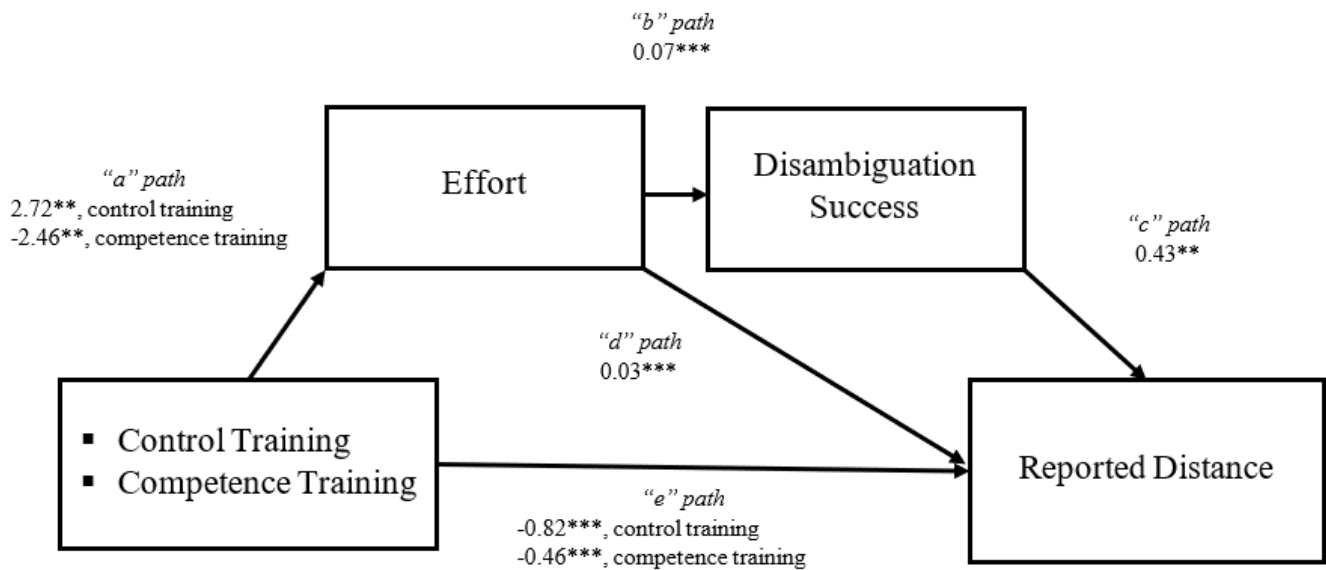 “b” path
0.07***
Effort
Disambiguation
Success
“a” path
2.72**, control training
-2.46**, competence training
“c” path
0.43**
“d” path
0.03***
▪ Control Training
▪ Competence Training
Reported Distance
“e” path
-0.82***, control training
-0.46***, competence training